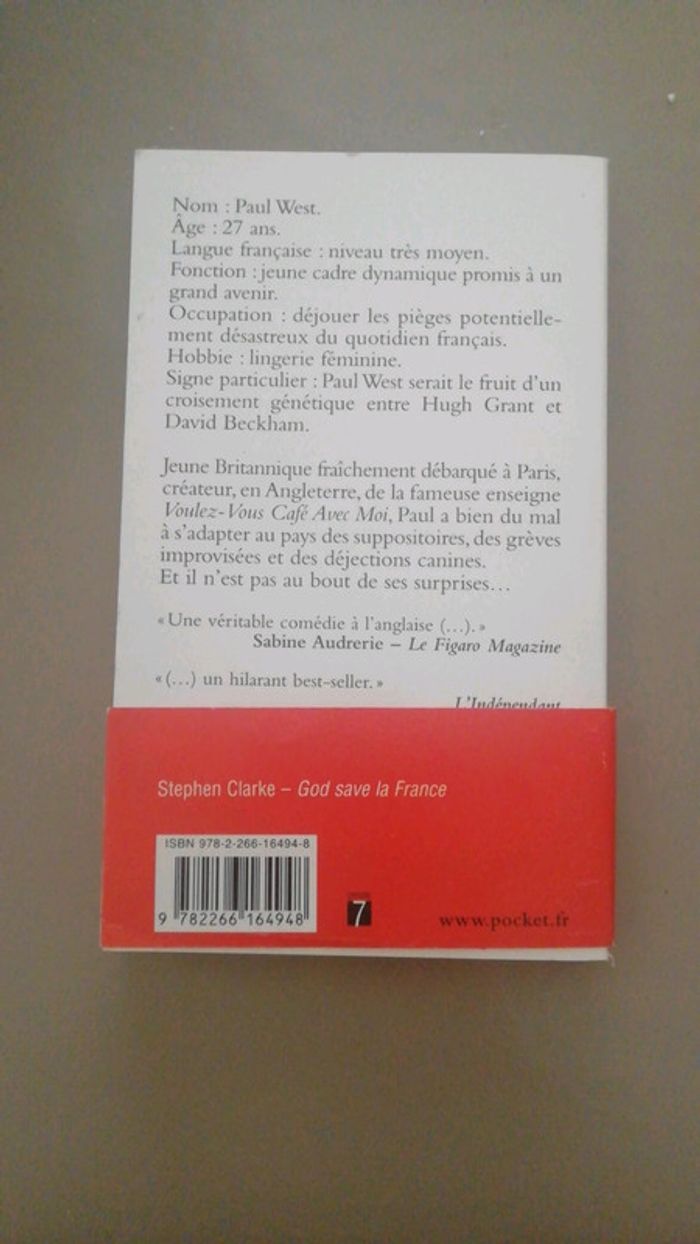 Nom : Paul West.
Âge : 27 ans.
Langue française : niveau très moyen.
Fonction : jeune cadre dynamique promis à un
grand avenir.
Occupation : déjouer les pièges potentielle-
ment désastreux du quotidien français.
Hobbie : lingerie féminine.
Signe particulier : Paul West serait le fruit d'un
croisement génétique entre Hugh Grant et
David Beckham.
Jeune Britannique fraîchement débarqué à Paris,
créateur, en Angleterre, de la fameuse enseigne
Voulez-Vous Café Avec Moi, Paul a bien du mal
à s'adapter au pays des suppositoires, des grèves
improvisées et des déjections canines.
Et il n'est pas au bout de ses surprises…
« Une véritable comédie à l'anglaise (…). »
Sabine Audrerie – Le Figaro Magazine
« (…) un hilarant best-seller. »
L'Indépendant
Stephen Clarke – God save la France
ISBN 978-2-266-16494-8
9 782266 164948
7
www.pocket.fr